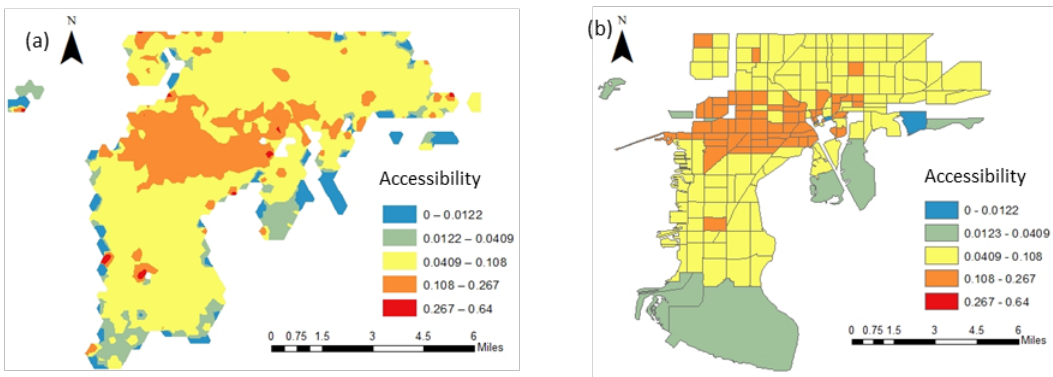 (a)
N
Accessibility
0 – 0.0122
0.0122 – 0.0409
0.0409 – 0.108
0.108 – 0.267
0.267 – 0.64
0 0.75 1.5 3 4.5 6
Miles
(b)
N
Accessibility
0 - 0.0122
0.0123 - 0.0409
0.0409 - 0.108
0.108 - 0.267
0.267 - 0.64
0 0.75 1.5 3 4.5 6
Miles